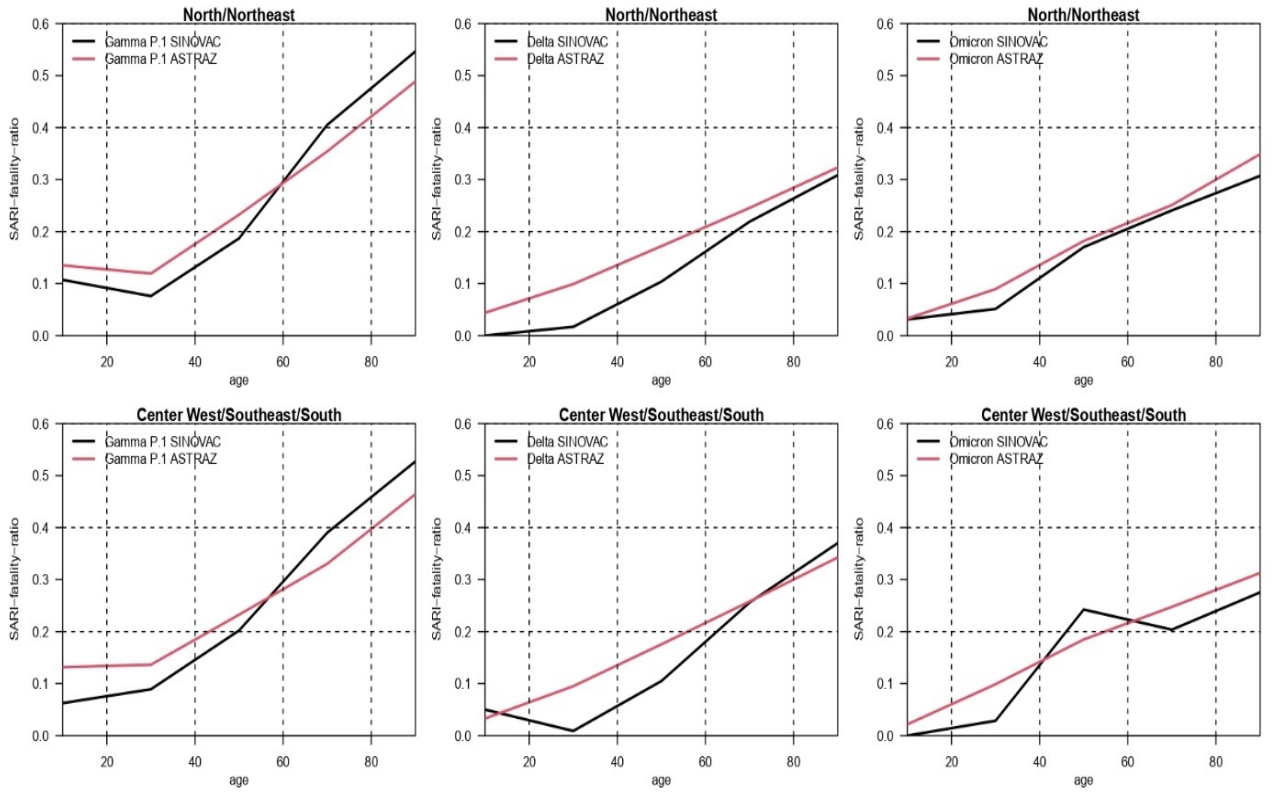 North/Northeast
Gamma P.1 SINOVAC
Gamma P.1 ASTRAZ
SARI−fatality−ratio
0.6
0.5
0.4
0.3
0.2
0.1
0.0
20 40 60 80
age
North/Northeast
Delta SINOVAC
Delta ASTRAZ
SARI−fatality−ratio
0.6
0.5
0.4
0.3
0.2
0.1
0.0
20 40 60 80
age
North/Northeast
Omicron SINOVAC
Omicron ASTRAZ
SARI−fatality−ratio
0.6
0.5
0.4
0.3
0.2
0.1
0.0
20 40 60 80
age
Center West/Southeast/South
Gamma P.1 SINOVAC
Gamma P.1 ASTRAZ
SARI−fatality−ratio
0.6
0.5
0.4
0.3
0.2
0.1
0.0
20 40 60 80
age
Center West/Southeast/South
Delta SINOVAC
Delta ASTRAZ
SARI−fatality−ratio
0.6
0.5
0.4
0.3
0.2
0.1
0.0
20 40 60 80
age
Center West/Southeast/South
Omicron SINOVAC
Omicron ASTRAZ
SARI−fatality−ratio
0.6
0.5
0.4
0.3
0.2
0.1
0.0
20 40 60 80
age